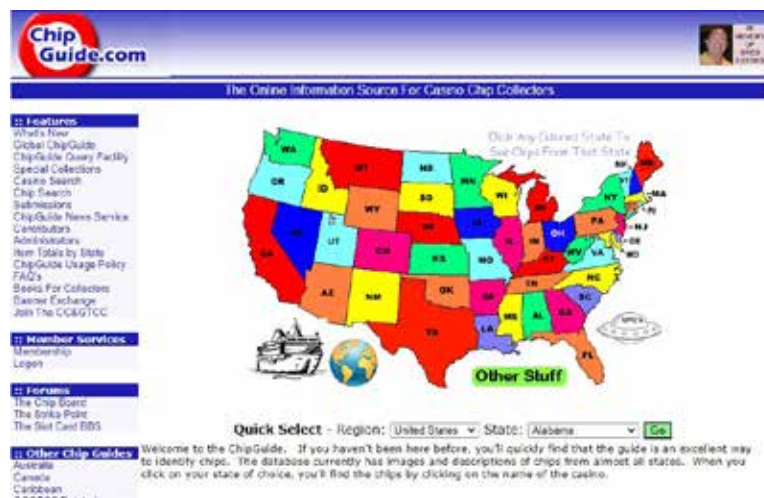 Chip
Guide.com
IN
MEMORY
OF
The Online Information Source For Casino Chip Collectors
:: Features
What's New
Global ChipGuide
ChipGuide Query Facility
Special Collections
Casino Search
Chip Search
Submissions
ChipGuide News Service
Contributors
Administrators
Item Totals by State
ChipGuide Usage Policy
FAQ's
Books For Collectors
Banner Exchange
Join The CC&GTCC
:: Member Services
Membership
Logon
:: Forums
The Chip Board
The Strike Point
The Slot Card BBS
:: Other Chip Guides
Australia
Canada
Caribbean
Click Any Colored State To
See Chips From That State
WA
MT
ND
MN
OR
ID
SD
WI
WY
NE
IA
NV
UT
CO
KS
MO
IL
IN
OH
PA
NY
MA
RI
NJ
DE
MD
WV
KY
TN
NC
SC
CA
AZ
NM
OK
AR
TX
LA
MS
AL
GA
FL
Other Stuff
Quick Select - Region: United States State: Alabama Go
Welcome to the ChipGuide. If you haven't been here before, you'll quickly find that the guide is an excellent way
to identify chips. The database currently has images and descriptions of chips from almost all states. When you
click on your state of choice, you'll find the chips by clicking on the name of the casino.